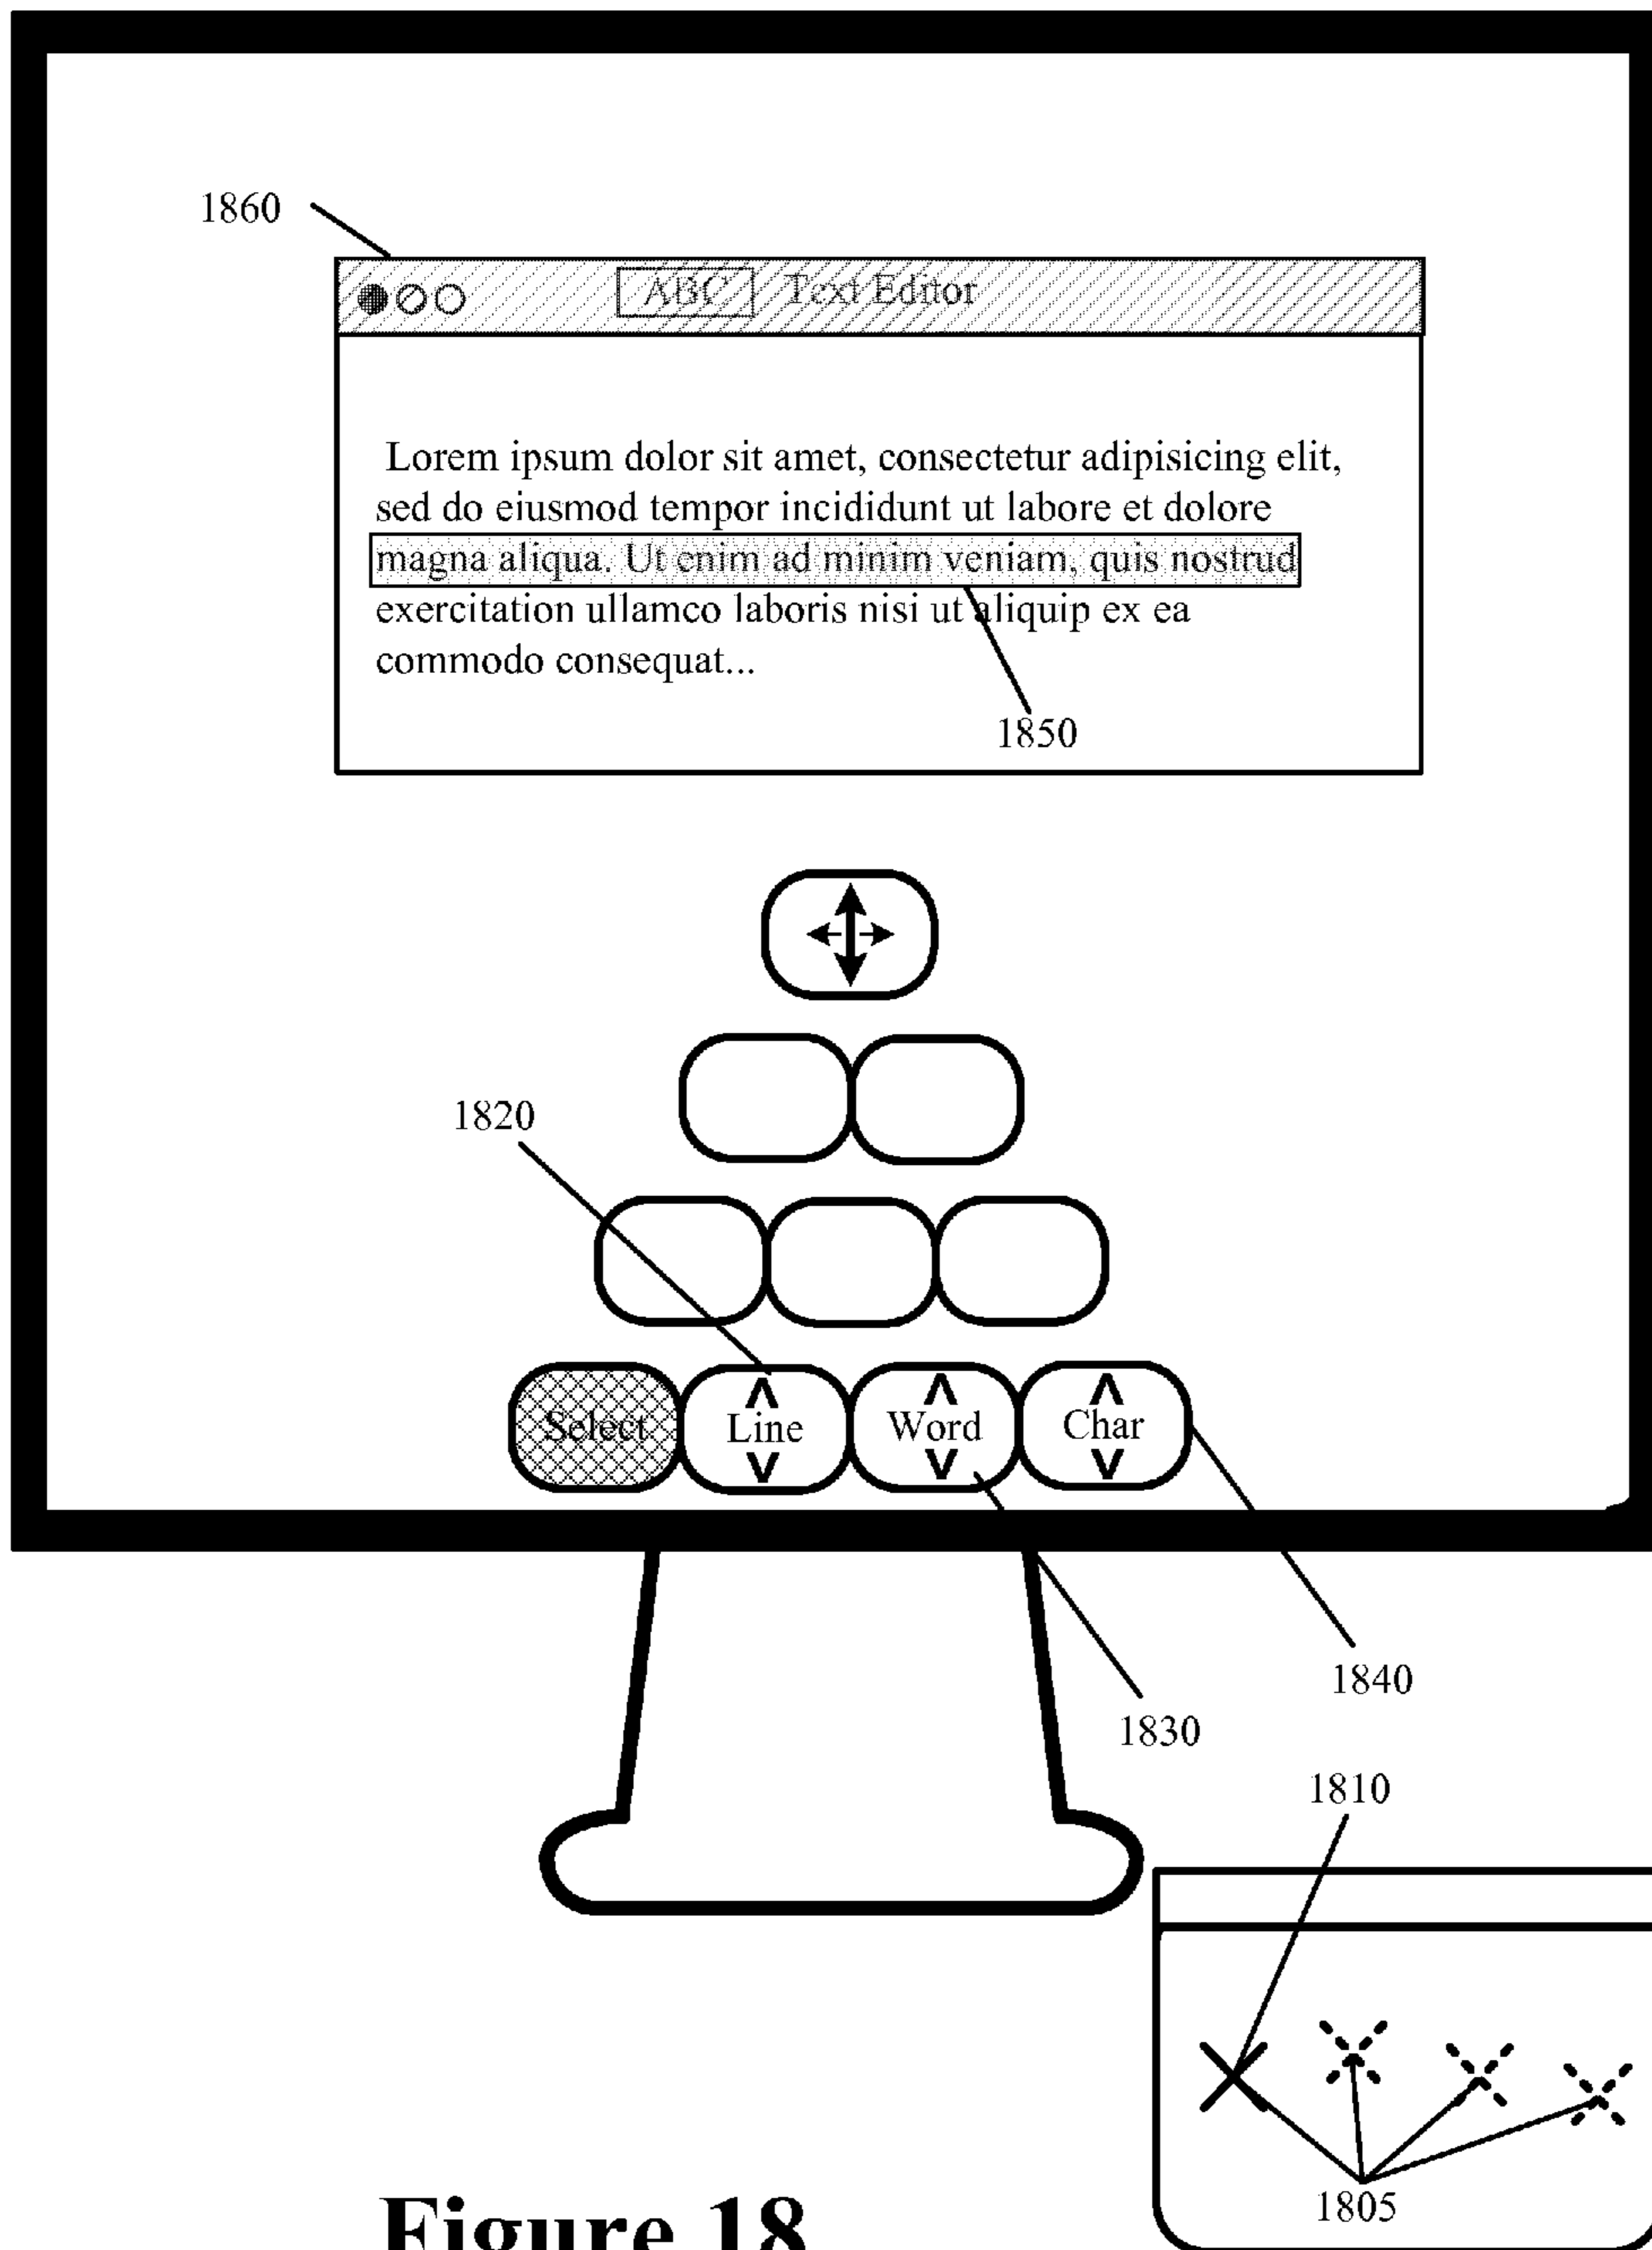 1860
ABC Text Editor
Lorem ipsum dolor sit amet, consectetur adipisicing elit,
sed do eiusmod tempor incididunt ut labore et dolore
magna aliqua. Ut enim ad minim veniam, quis nostrud
exercitation ullamco laboris nisi ut aliquip ex ea
commodo consequat...
1850
1820
Select Line Word Char
1840
1830
1810
1805
Figure 18